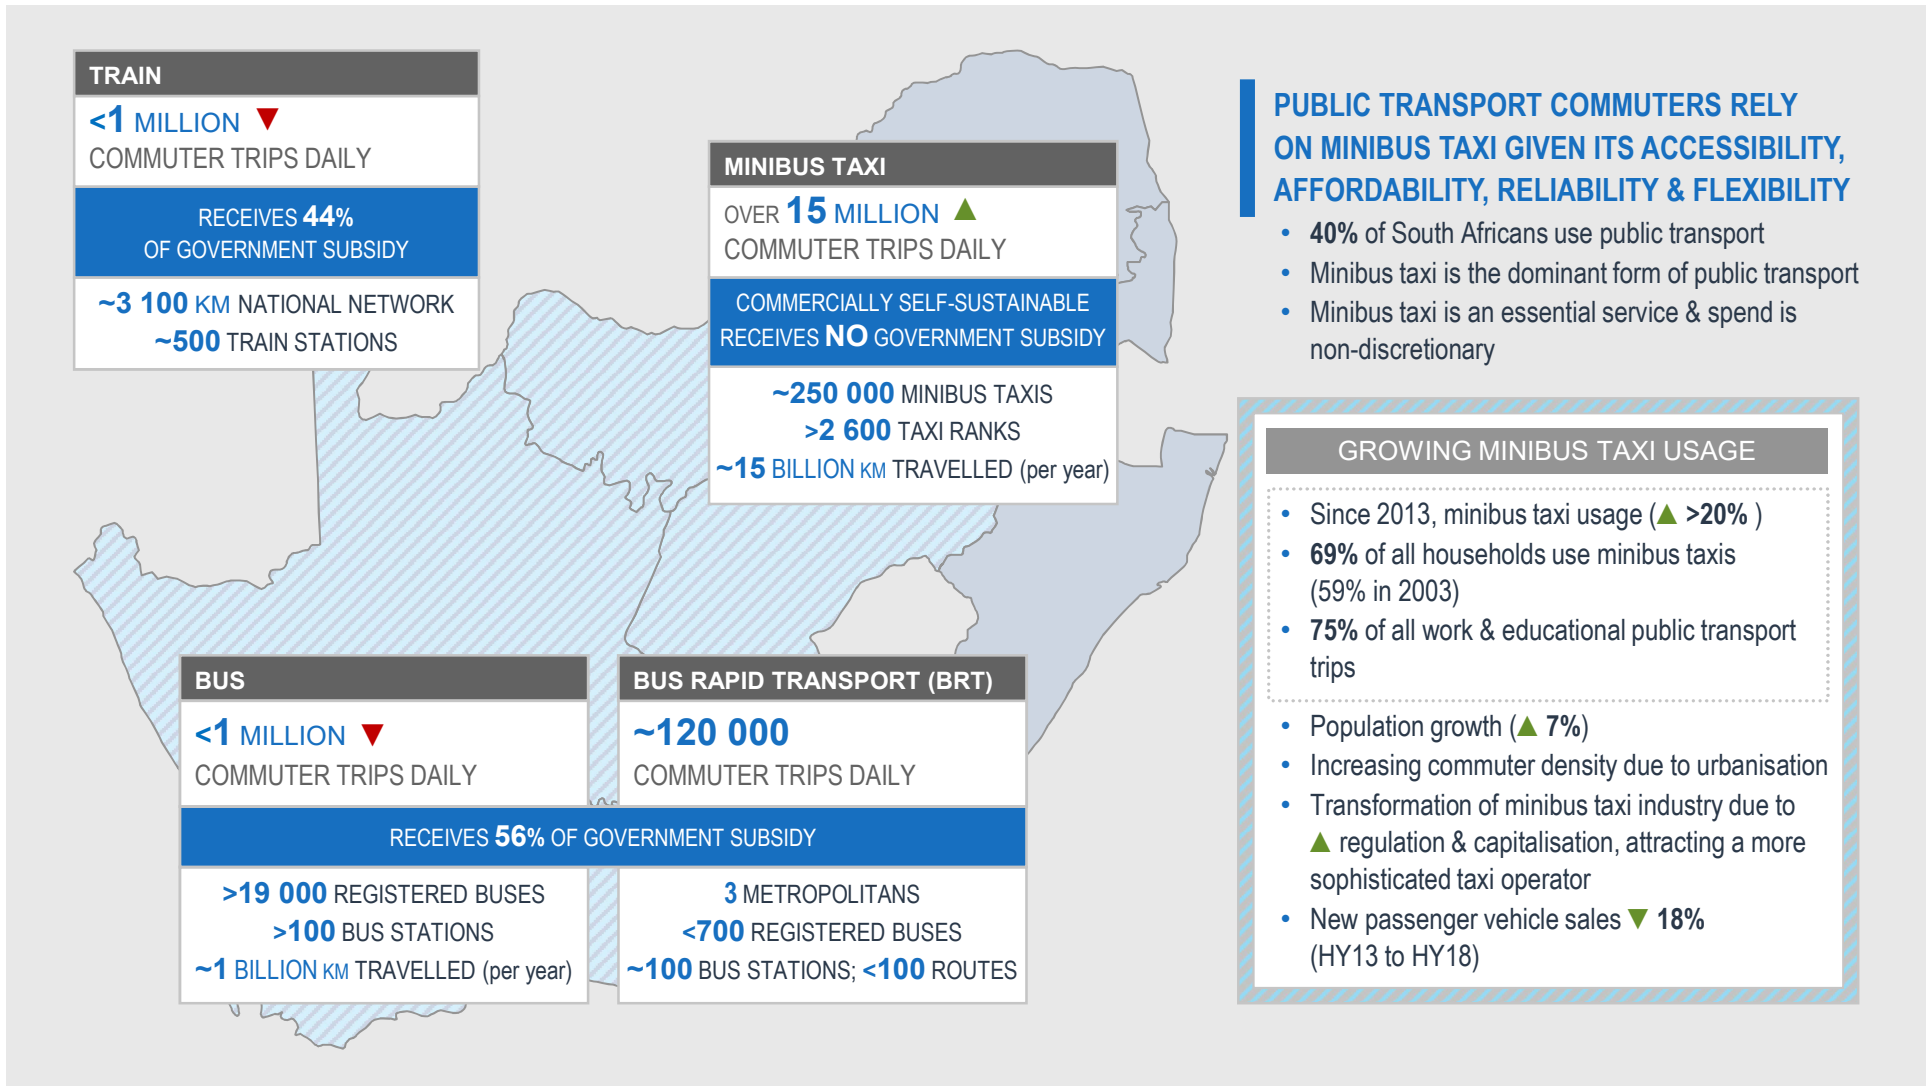 TRAIN
<1 MILLION ▼
COMMUTER TRIPS DAILY
RECEIVES 44%
OF GOVERNMENT SUBSIDY
~3 100 KM NATIONAL NETWORK
~500 TRAIN STATIONS
MINIBUS TAXI
OVER 15 MILLION ▲
COMMUTER TRIPS DAILY
COMMERCIALLY SELF-SUSTAINABLE
RECEIVES NO GOVERNMENT SUBSIDY
~250 000 MINIBUS TAXIS
>2 600 TAXI RANKS
~15 BILLION KM TRAVELLED (per year)
BUS
<1 MILLION ▼
COMMUTER TRIPS DAILY
BUS RAPID TRANSPORT (BRT)
~120 000
COMMUTER TRIPS DAILY
RECEIVES 56% OF GOVERNMENT SUBSIDY
>19 000 REGISTERED BUSES
>100 BUS STATIONS
~1 BILLION KM TRAVELLED (per year)
3 METROPOLITANS
<700 REGISTERED BUSES
~100 BUS STATIONS; <100 ROUTES
PUBLIC TRANSPORT COMMUTERS RELY
ON MINIBUS TAXI GIVEN ITS ACCESSIBILITY,
AFFORDABILITY, RELIABILITY & FLEXIBILITY
• 40% of South Africans use public transport
• Minibus taxi is the dominant form of public transport
• Minibus taxi is an essential service & spend is
non-discretionary
GROWING MINIBUS TAXI USAGE
• Since 2013, minibus taxi usage (▲ >20% )
• 69% of all households use minibus taxis
(59% in 2003)
• 75% of all work & educational public transport
trips
• Population growth (▲ 7%)
• Increasing commuter density due to urbanisation
• Transformation of minibus taxi industry due to
▲ regulation & capitalisation, attracting a more
sophisticated taxi operator
• New passenger vehicle sales ▼ 18%
(HY13 to HY18)